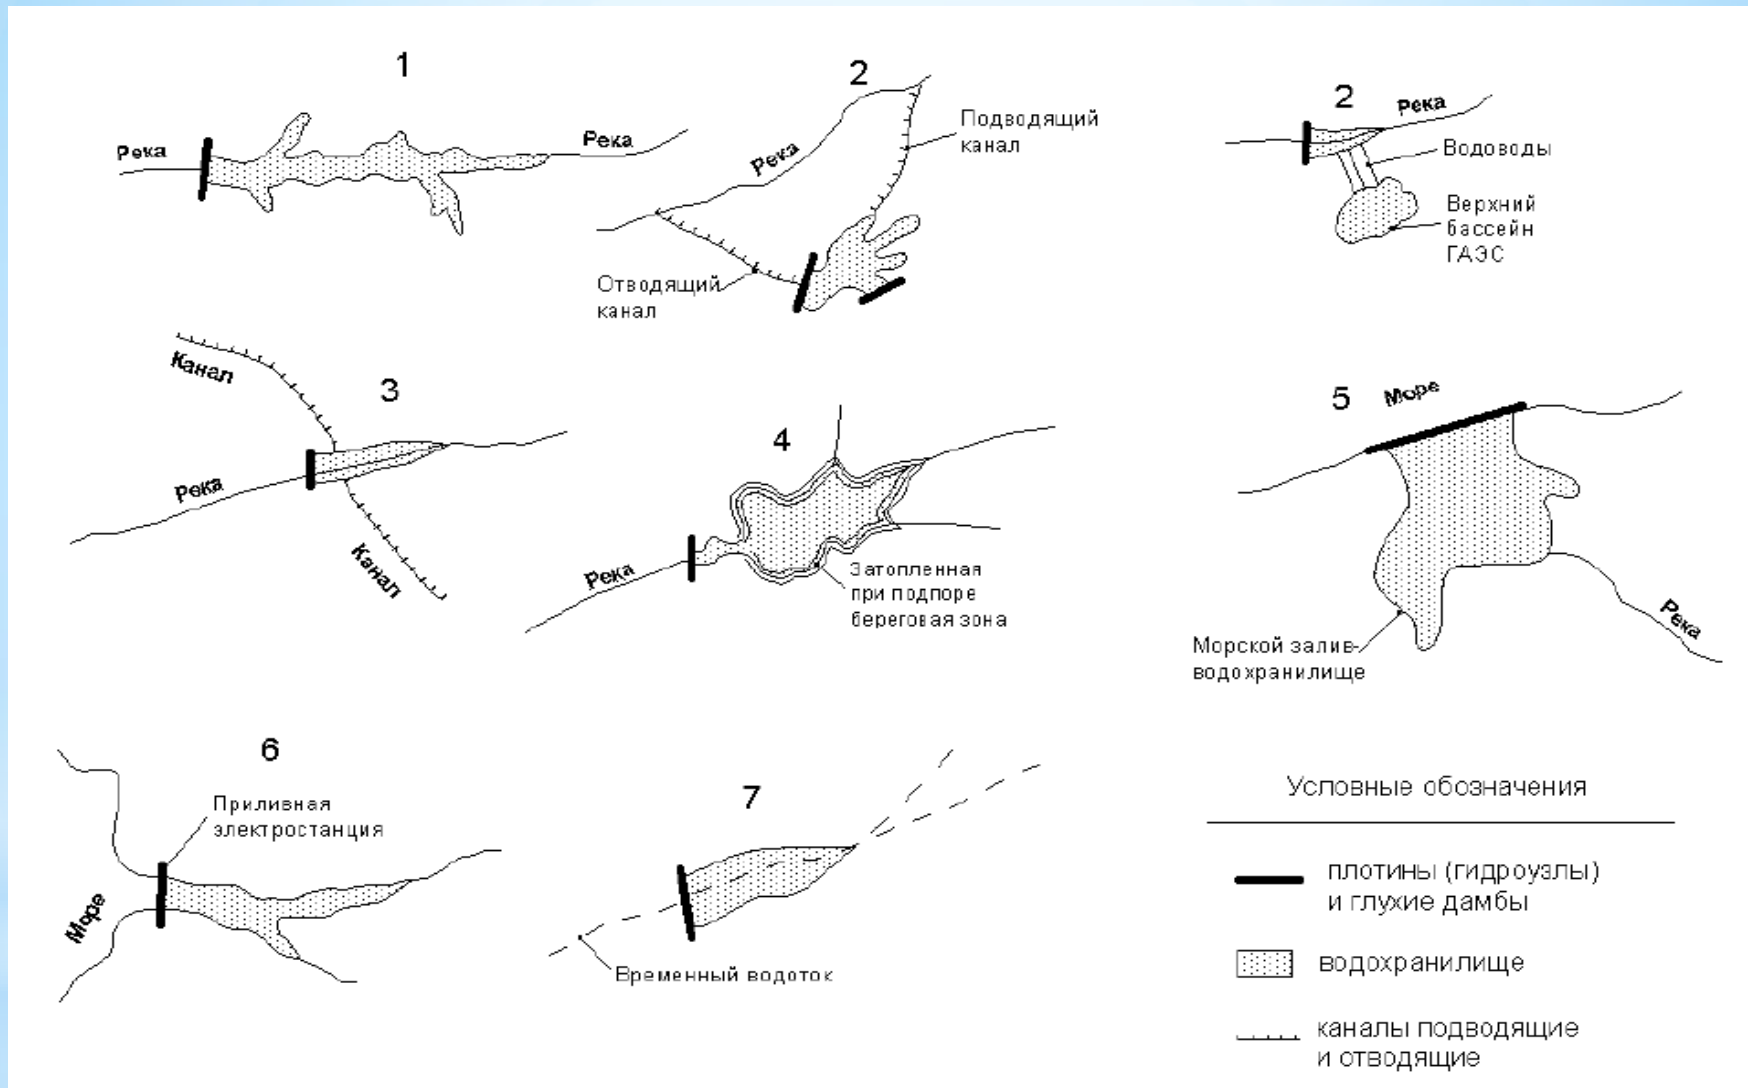 1
Река
Река
2
Река
Подводящий
канал
Отводящий
канал
2
Река
Водоводы
Верхний
бассейн
ГАЭС
3
Канал
Река
Канал
4
Река
Затопленная
при подпоре
береговая зона
5
Море
Морской залив-
водохранилище
Река
6
Приливная
электростанция
Море
7
Временный водоток
Условные обозначения
плотины (гидроузлы)
и глухие дамбы
водохранилище
каналы подводящие
и отводящие